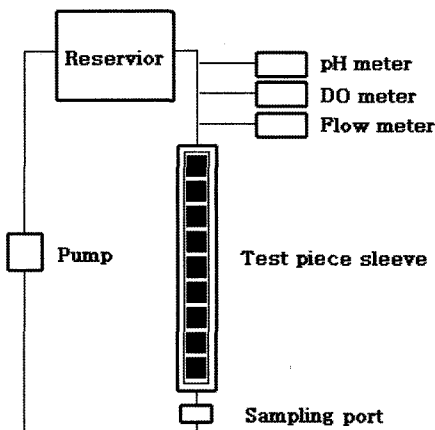 Reservior
pH meter
DO meter
Flow meter
Pump
Test piece sleeve
Sampling port